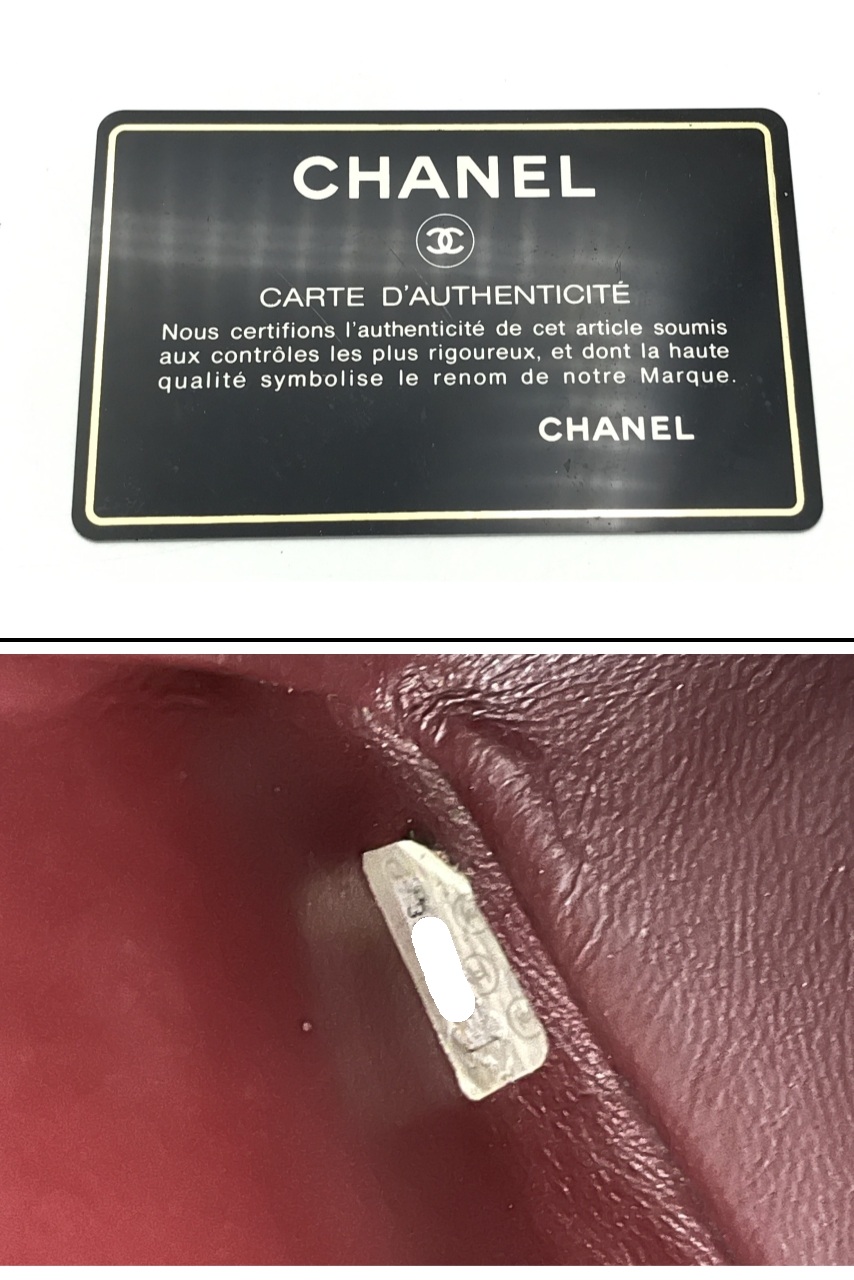 CHANEL
CARTE D'AUTHENTICITÉ
Nous certifions l'authenticité de cet article soumis
aux contrôles les plus rigoureux, et dont la haute
qualité symbolise le renom de notre Marque.
CHANEL